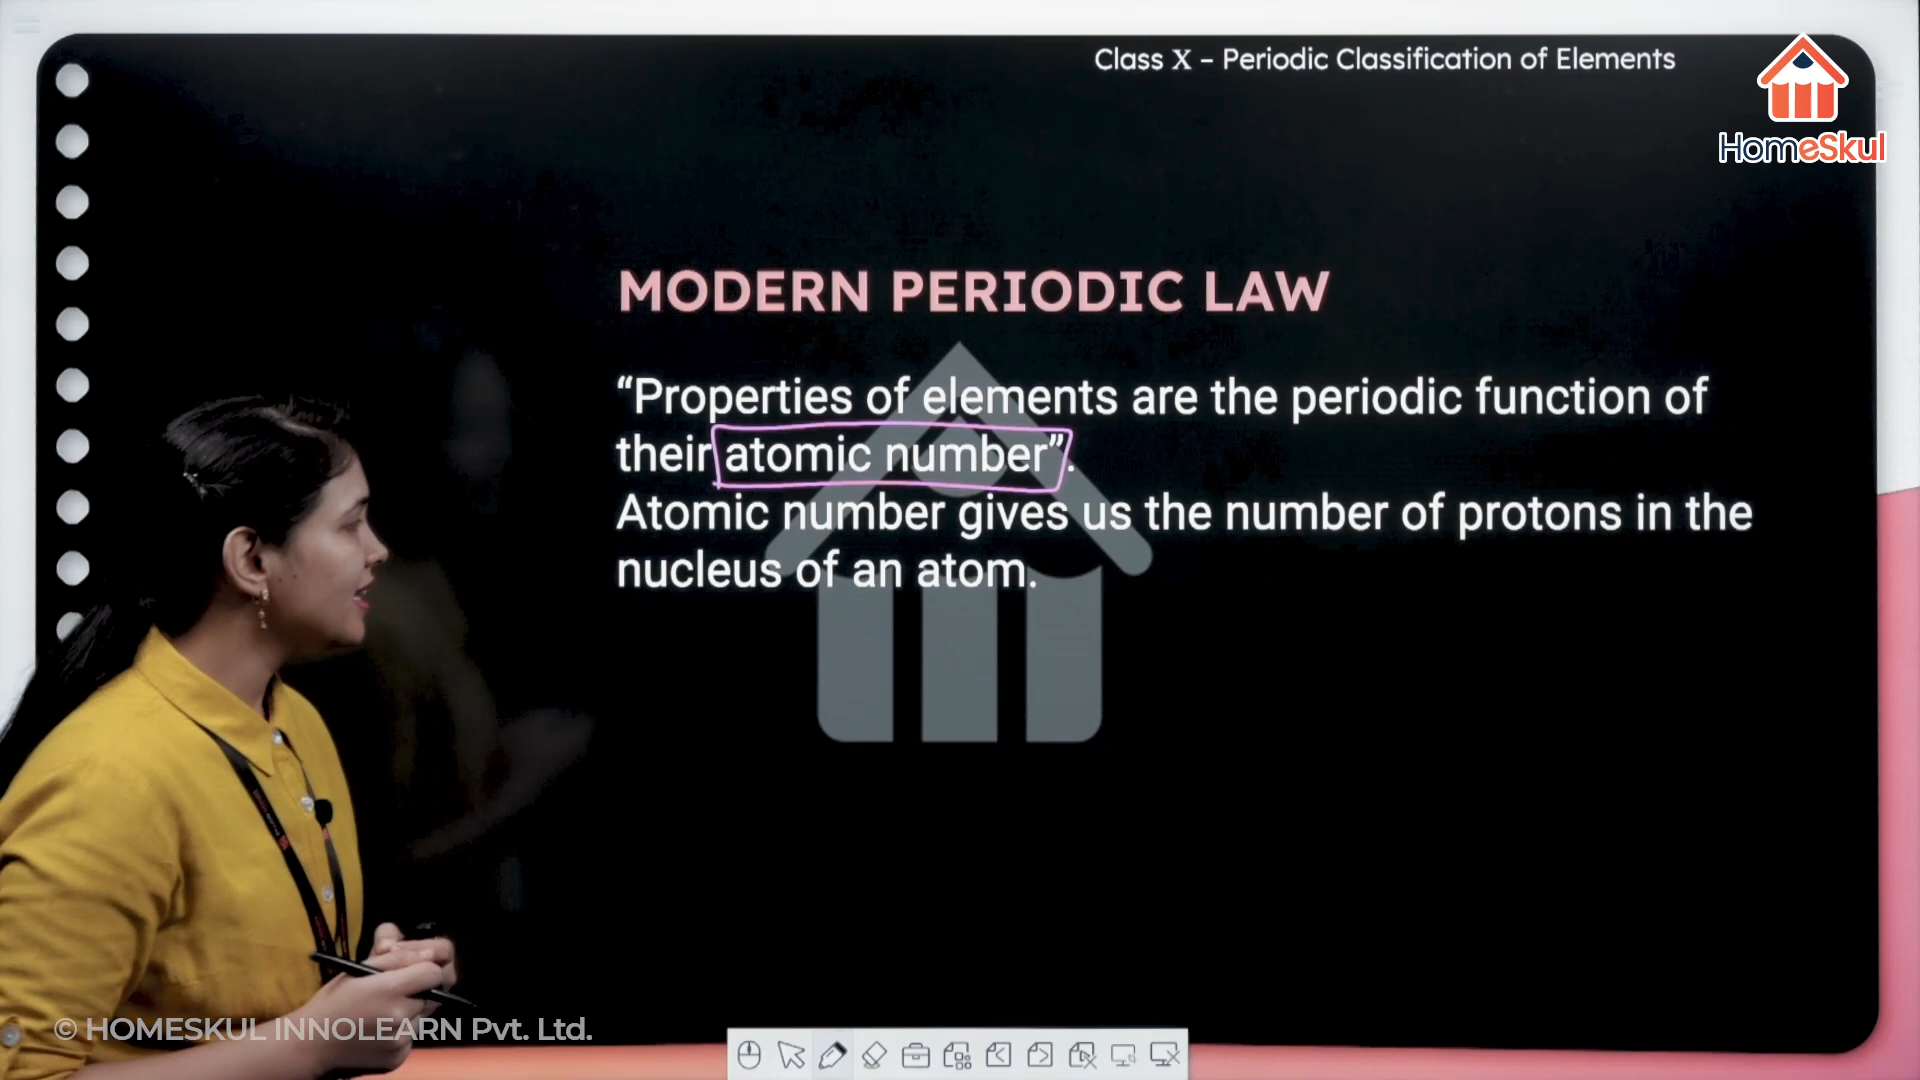 Class X – Periodic Classification of Elements
HomeSkul
MODERN PERIODIC LAW
“Properties of elements are the periodic function of
their atomic number”.
Atomic number gives us the number of protons in the
nucleus of an atom.
© HOMESKUL INNOLEARN Pvt. Ltd.